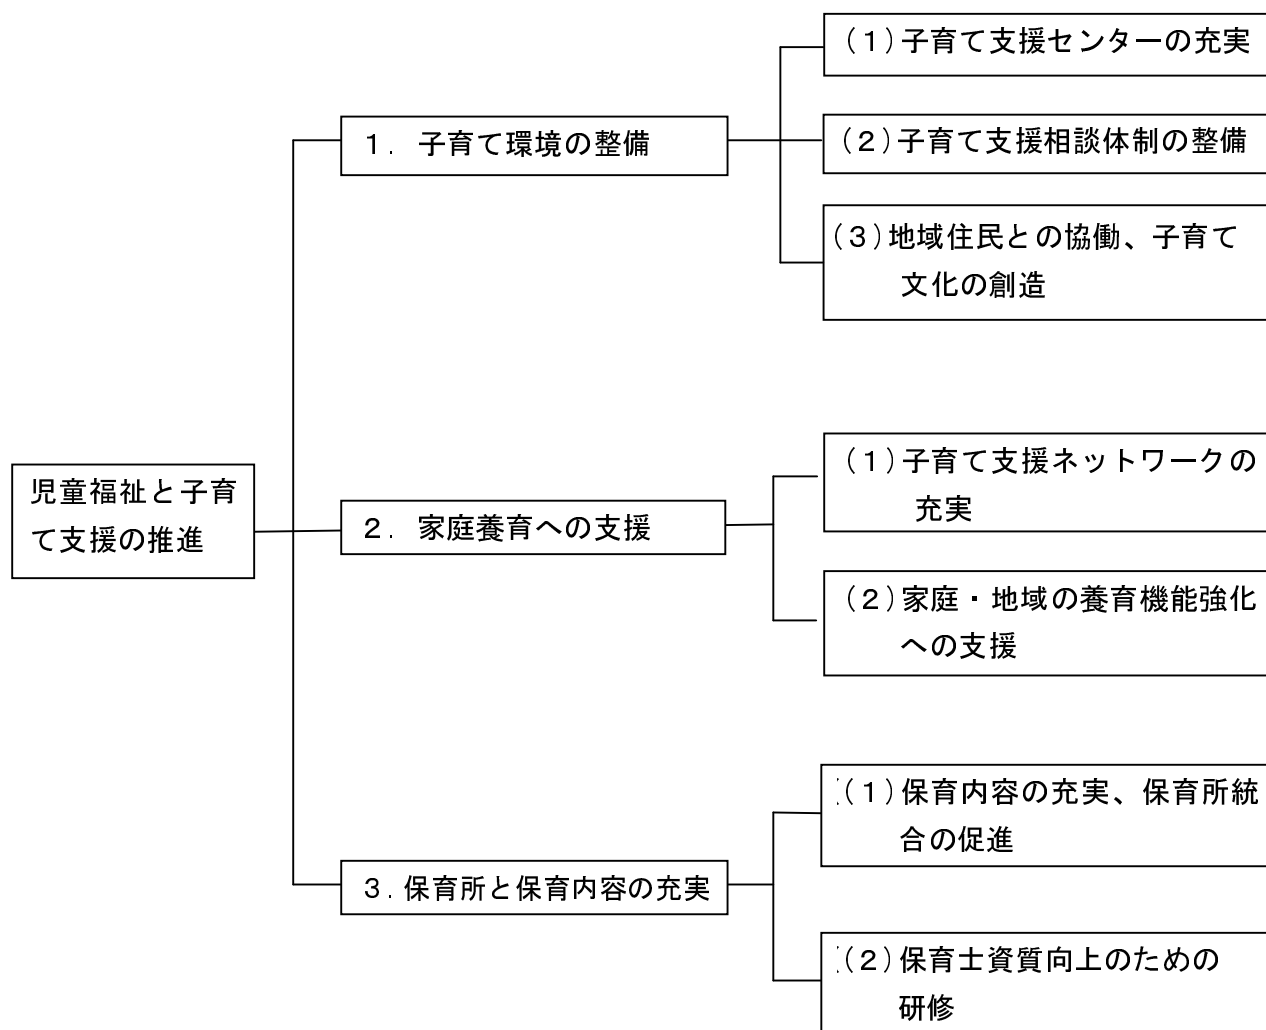 児童福祉と子育
て支援の推進
１．子育て環境の整備
（１）子育て支援センターの充実
（２）子育て支援相談体制の整備
（３）地域住民との協働、子育て
文化の創造
２．家庭養育への支援
（１）子育て支援ネットワークの
充実
（２）家庭・地域の養育機能強化
への支援
３．保育所と保育内容の充実
（１）保育内容の充実、保育所統
合の促進
（２）保育士資質向上のための
研修